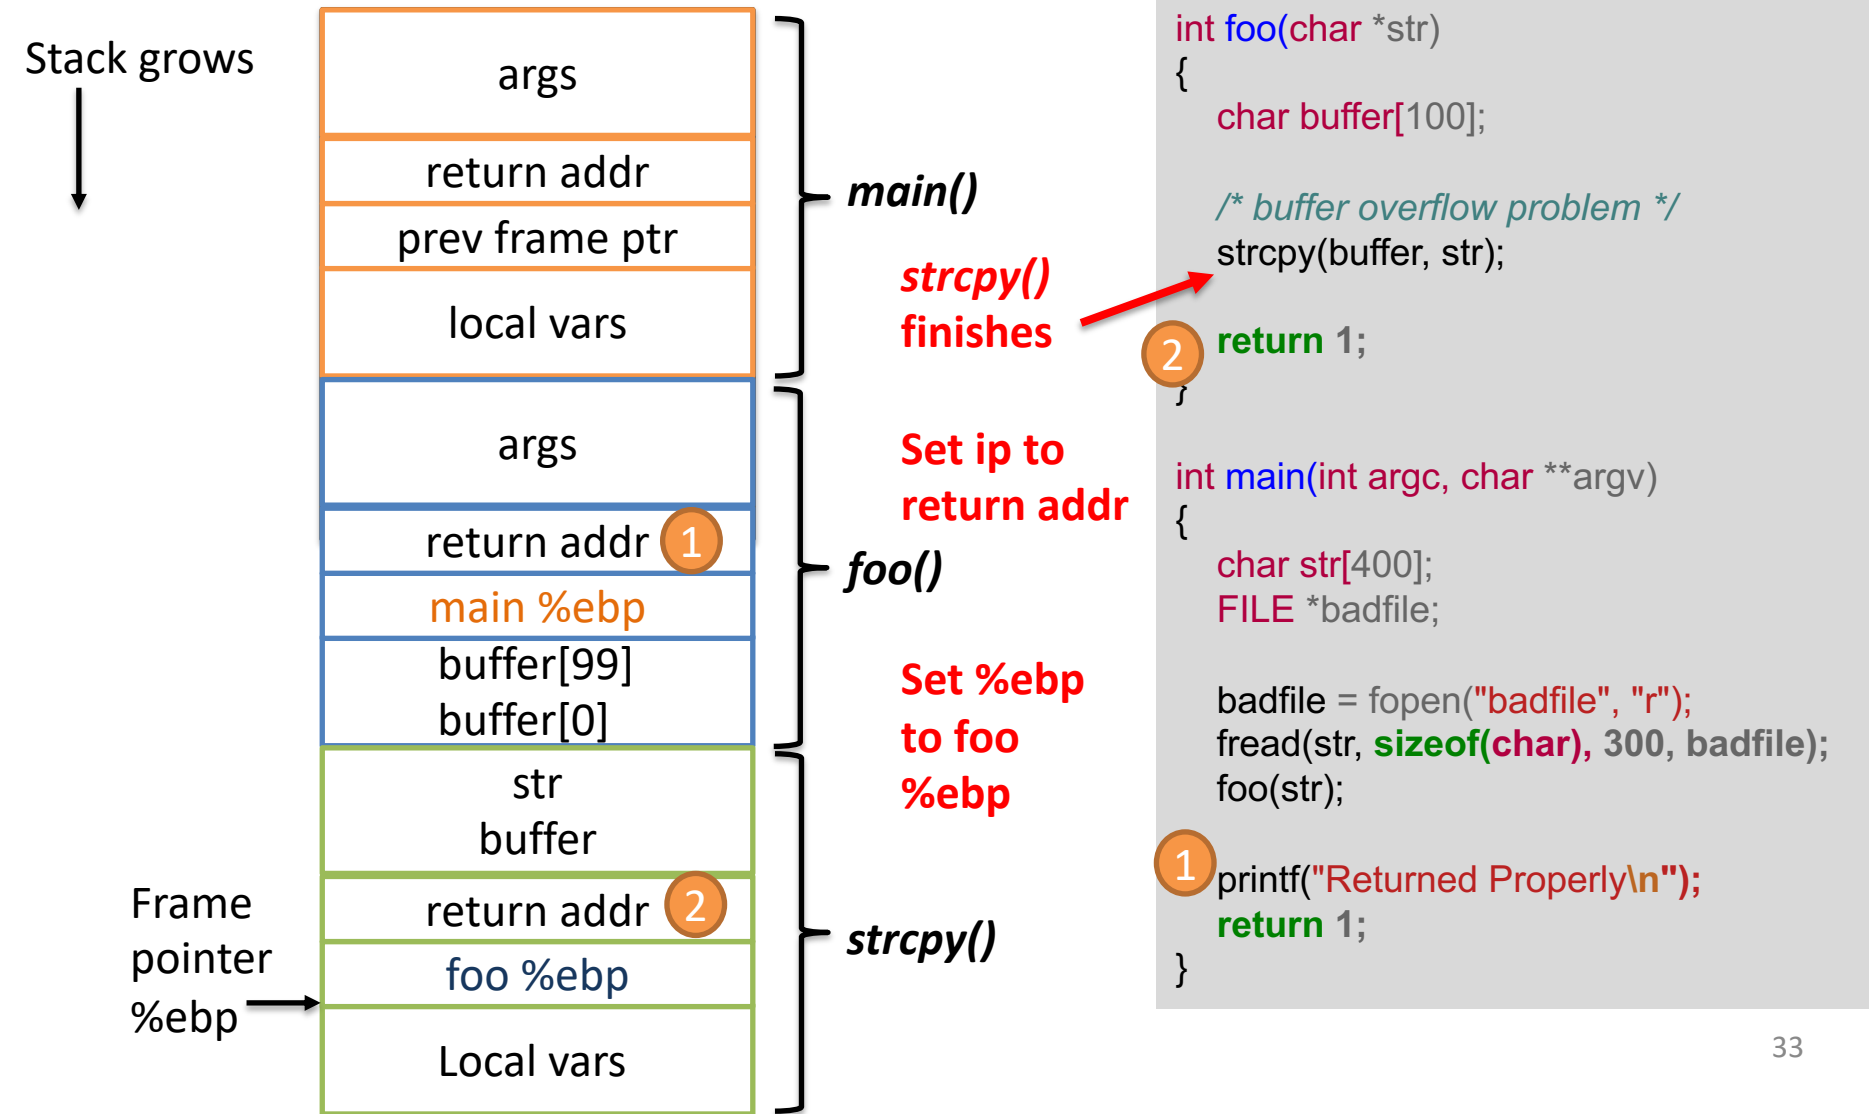 Stack grows
args
return addr
prev frame ptr
local vars
main()
args
return addr 1
main %ebp
buffer[99]
buffer[0]
foo()
str
buffer
return addr 2
foo %ebp
Local vars
strcpy()
Frame
pointer
%ebp
strcpy()
finishes
Set ip to
return addr
Set %ebp
to foo
%ebp
int foo(char *str)
{
char buffer[100];
/* buffer overflow problem */
strcpy(buffer, str);
2 return 1;
}
int main(int argc, char **argv)
{
char str[400];
FILE *badfile;
badfile = fopen("badfile", "r");
fread(str, sizeof(char), 300, badfile);
foo(str);
1 printf("Returned Properly\n");
return 1;
}
33